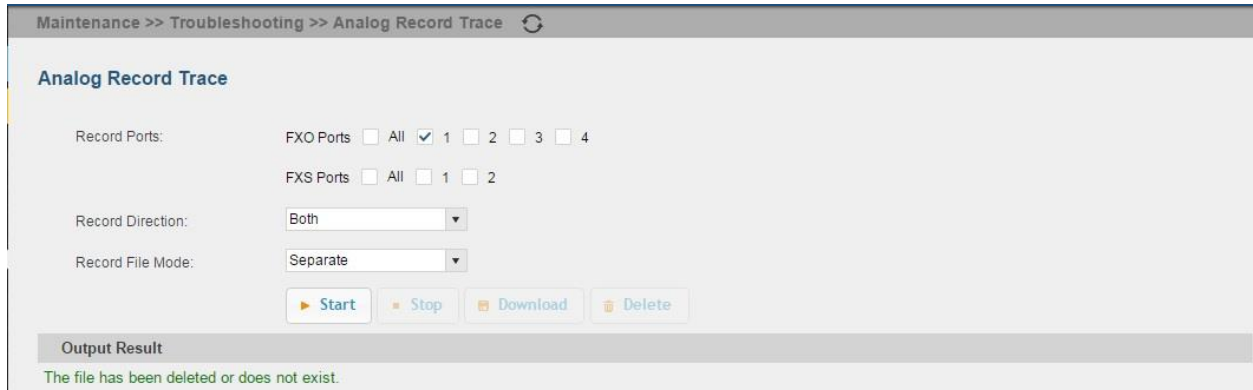 Maintenance >> Troubleshooting >> Analog Record Trace
Analog Record Trace
Record Ports: FXO Ports All 1 2 3 4
FXS Ports All 1 2
Record Direction: Both
Record File Mode: Separate
Start Stop Download Delete
Output Result
The file has been deleted or does not exist.